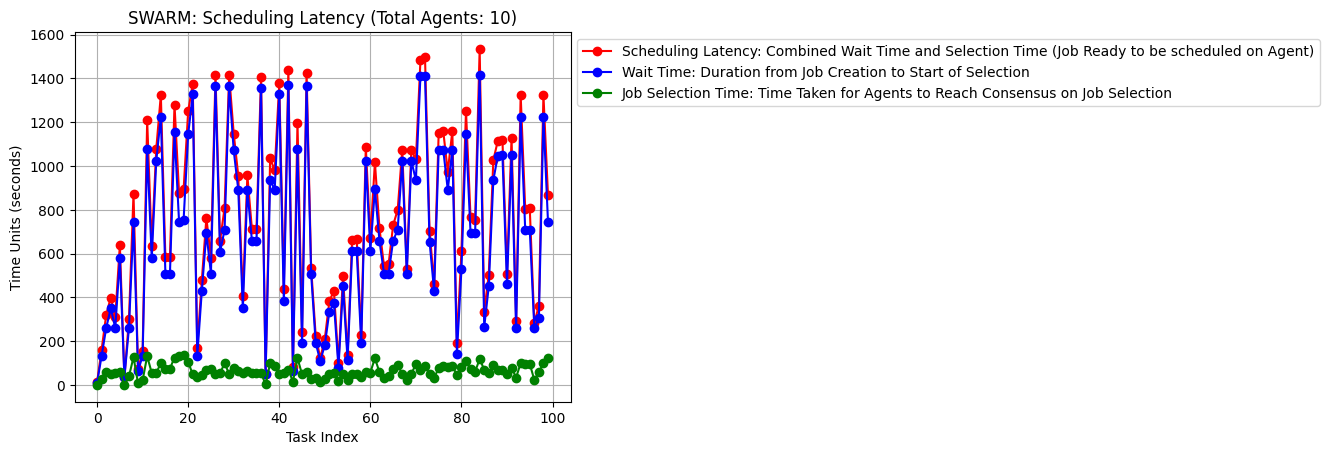 SWARM: Scheduling Latency (Total Agents: 10)
Scheduling Latency: Combined Wait Time and Selection Time (Job Ready to be scheduled on Agent)
Wait Time: Duration from Job Creation to Start of Selection
Job Selection Time: Time Taken for Agents to Reach Consensus on Job Selection
Time Units (seconds)
1600
1400
1200
1000
800
600
400
200
0
0 20 40 60 80 100
Task Index